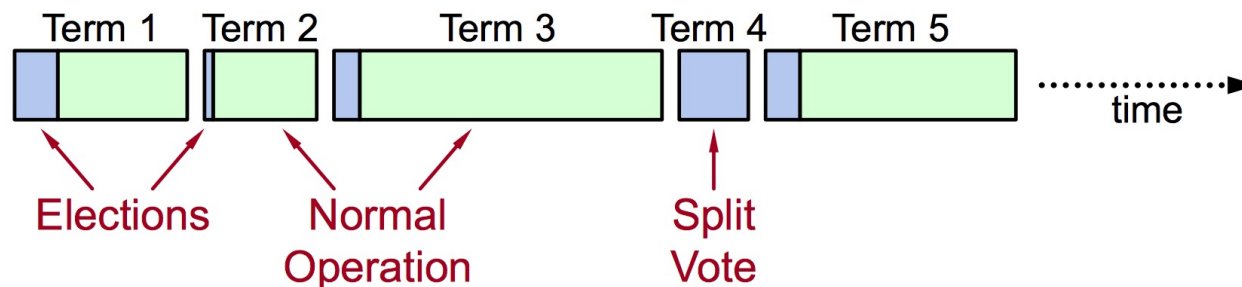 Term 1 Term 2 Term 3 Term 4 Term 5
time
Elections Normal Split
Operation Vote